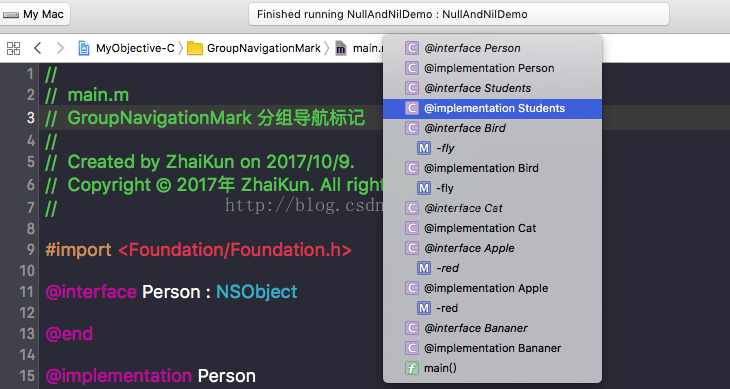 My Mac
Finished running NullAndNilDemo : NullAndNilDemo
MyObjective-C
GroupNavigationMark
main.
@interface Person
@implementation Person
@interface Students
@implementation Students
@interface Bird
M -fly
@implementation Bird
M -fly
@interface Cat
@implementation Cat
@interface Apple
M -red
@implementation Apple
M -red
@interface Bananer
@implementation Bananer
f main()
1 //
2 // main.m
3 // GroupNavigationMark 分组导航标记
4 //
5 // Created by ZhaiKun on 2017/10/9.
6 // Copyright © 2017年 ZhaiKun. All right
7 //
http://blog.csdn
8
9 #import <Foundation/Foundation.h>
10
11 @interface Person : NSObject
12
13 @end
14
15 @implementation Person